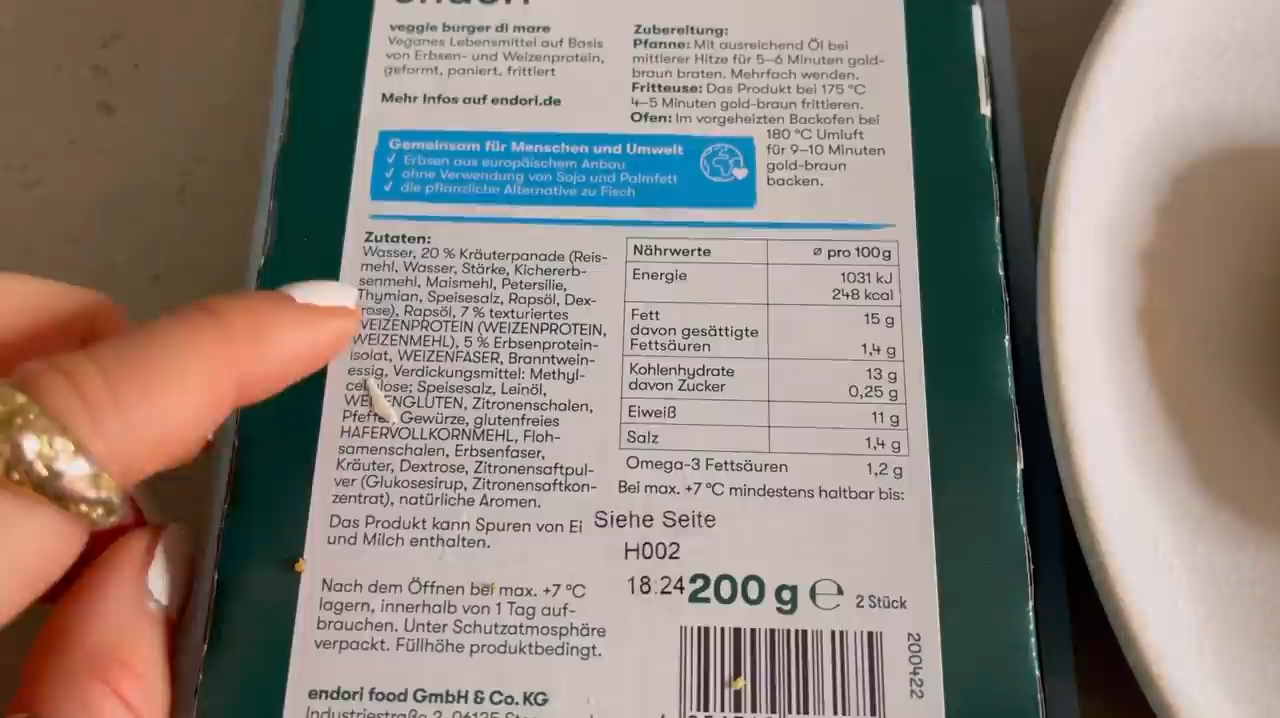 endori
veggie burger di mare
Veganes Lebensmittel auf Basis
von Erbsen- und Weizenprotein,
geformt, paniert, frittiert
Mehr Infos auf endori.de
Zubereitung:
Pfanne: Mit ausreichend Öl bei
mittlerer Hitze für 5–6 Minuten gold-
braun braten. Mehrfach wenden.
Fritteuse: Das Produkt bei 175 °C
4–5 Minuten gold-braun frittieren.
Ofen: Im vorgeheizten Backofen bei
180 °C Umluft
für 9–10 Minuten
gold-braun
backen.
Gemeinsam für Menschen und Umwelt
✓ Erbsen aus europäischem Anbau
✓ ohne Verwendung von Soja und Palmfett
✓ die pflanzliche Alternative zu Fisch
Zutaten:
Wasser, 20 % Kräuterpanade (Reis-
mehl, Wasser, Stärke, Kichererb-
senmehl, Maismehl, Petersilie,
Thymian, Speisesalz, Rapsöl, Dex-
rose), Rapsöl, 7 % texturiertes
WEIZENPROTEIN (WEIZENPROTEIN,
WEIZENMEHL), 5 % Erbsenprotein-
isolat, WEIZENFASER, Branntwein-
essig, Verdickungsmittel: Methyl-
cellulose; Speisesalz, Leinöl,
WEIZENGLUTEN, Zitronenschalen,
Pfeffer, Gewürze, glutenfreies
HAFERVOLLKORNMEHL, Floh-
samenschalen, Erbsenfaser,
Kräuter, Dextrose, Zitronensaftpul-
ver (Glukosesirup, Zitronensaftkon-
zentrat), natürliche Aromen.
Das Produkt kann Spuren von Ei
und Milch enthalten.
Nach dem Öffnen bei max. +7 °C
lagern, innerhalb von 1 Tag auf-
brauchen. Unter Schutzatmosphäre
verpackt. Füllhöhe produktbedingt.
endori food GmbH & Co. KG
Nährwerte ø pro 100g
Energie 1031 kJ
248 kcal
Fett 15 g
davon gesättigte
Fettsäuren 1,4 g
Kohlenhydrate 13 g
davon Zucker 0,25 g
Eiweiß 11 g
Salz 1,4 g
Omega-3 Fettsäuren 1,2 g
Bei max. +7 °C mindestens haltbar bis:
Siehe Seite
H002
18:24
200 g ℮ 2 Stück
200422